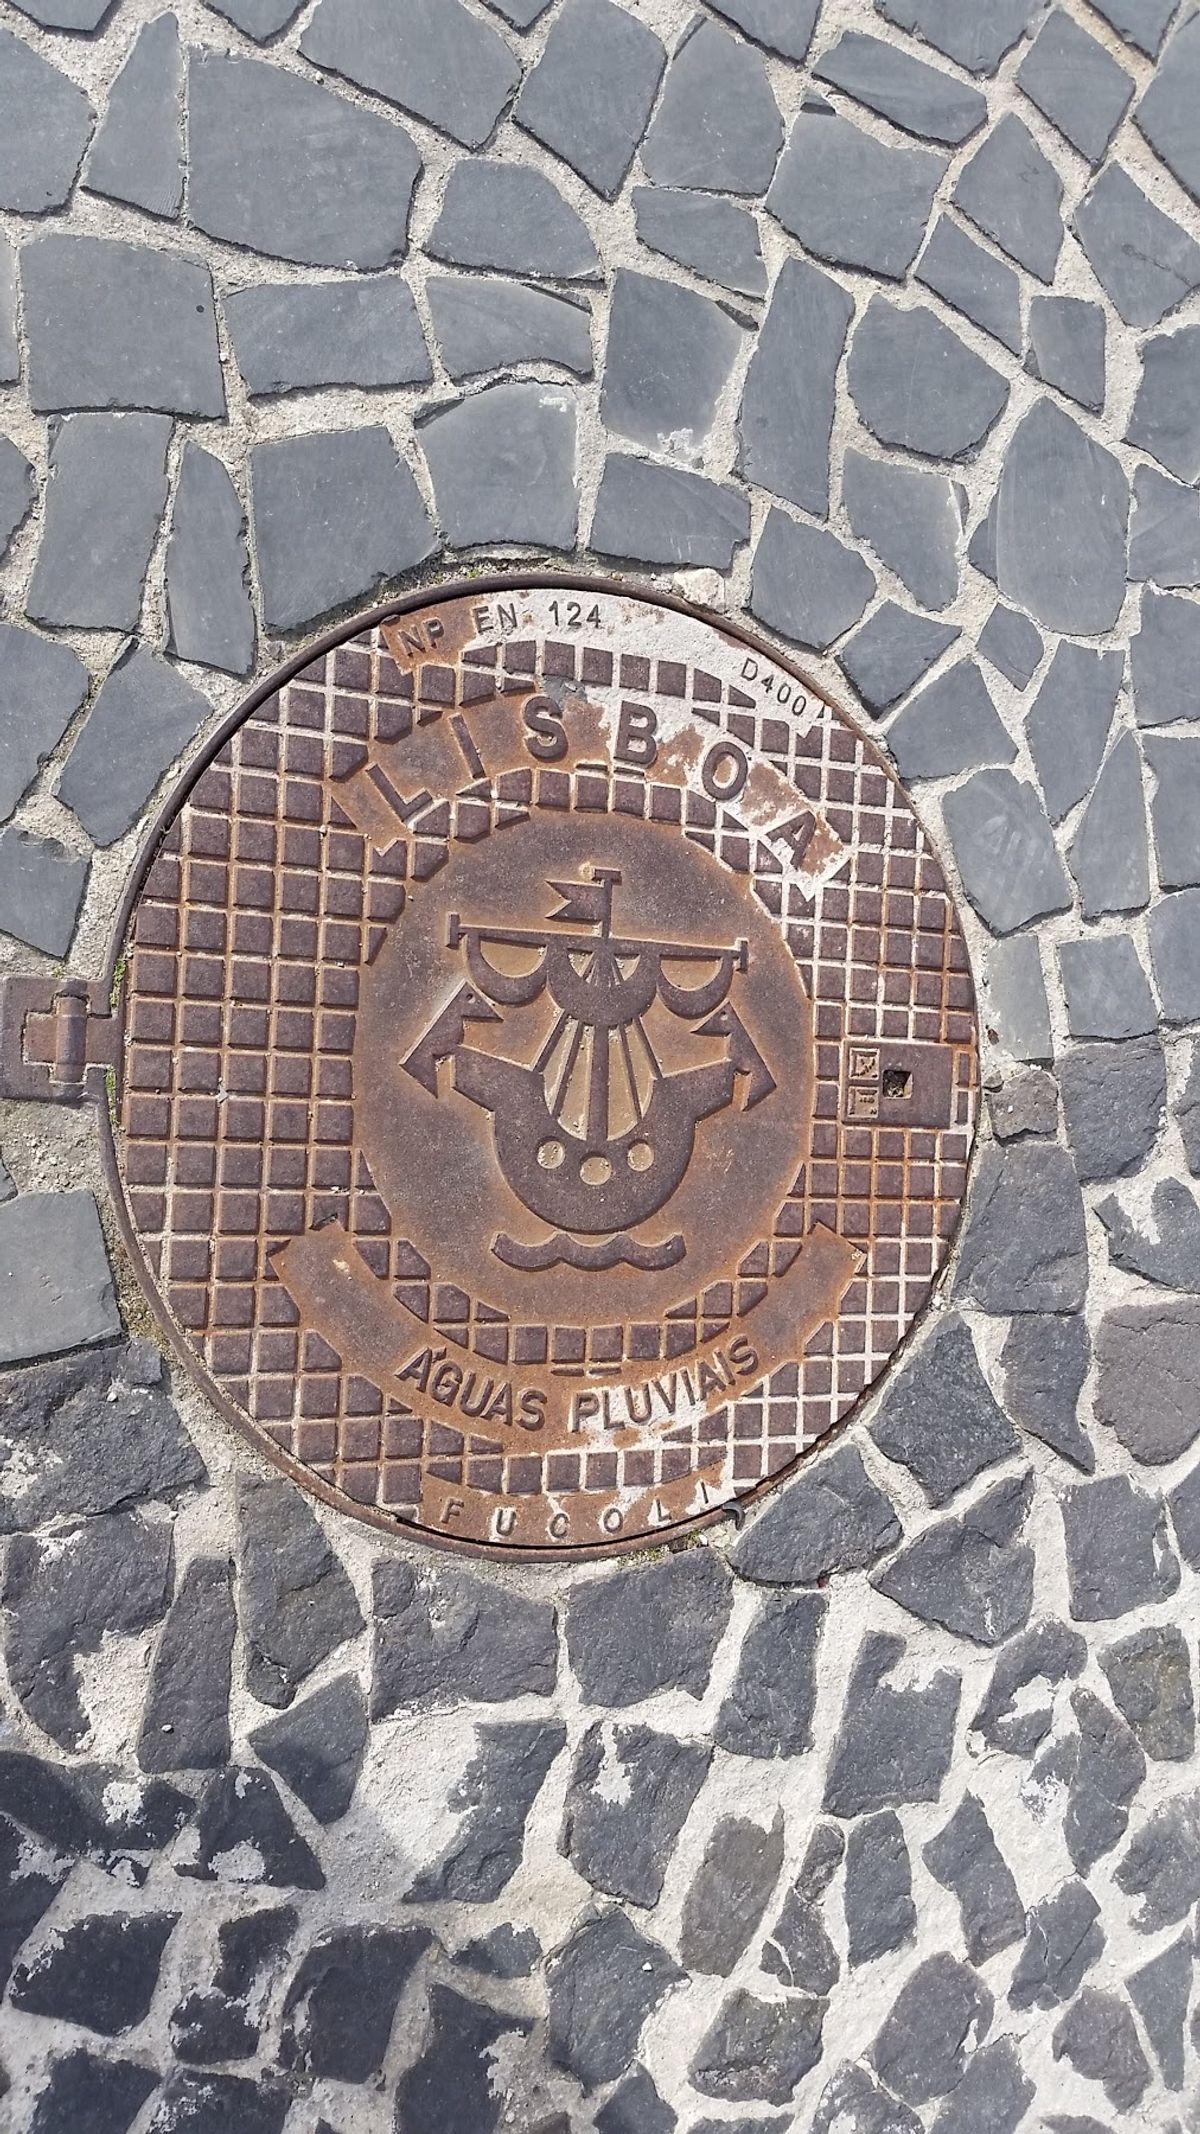 NP EN 124
D400
LISBOA
ÁGUAS PLUVIAIS
FUCOLI